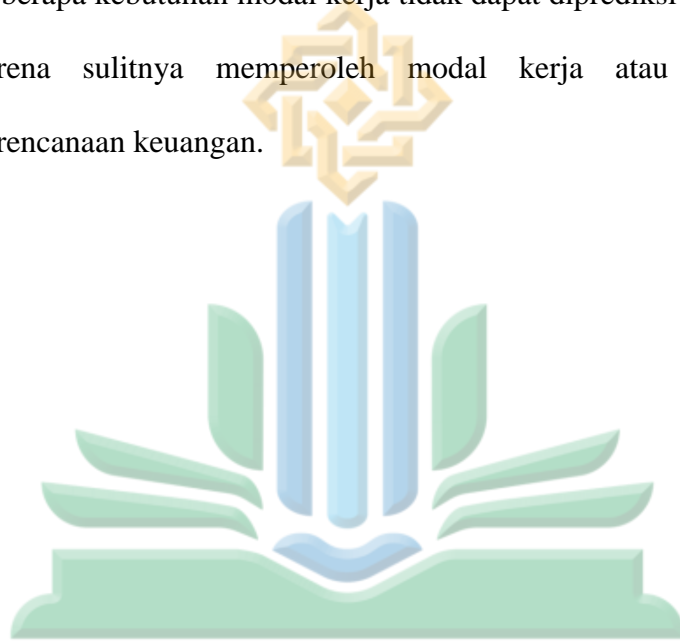 berapa kebutuhan modal kerja tidak dapat diprediksi
rena sulitnya memperoleh modal kerja atau
rencanaan keuangan.